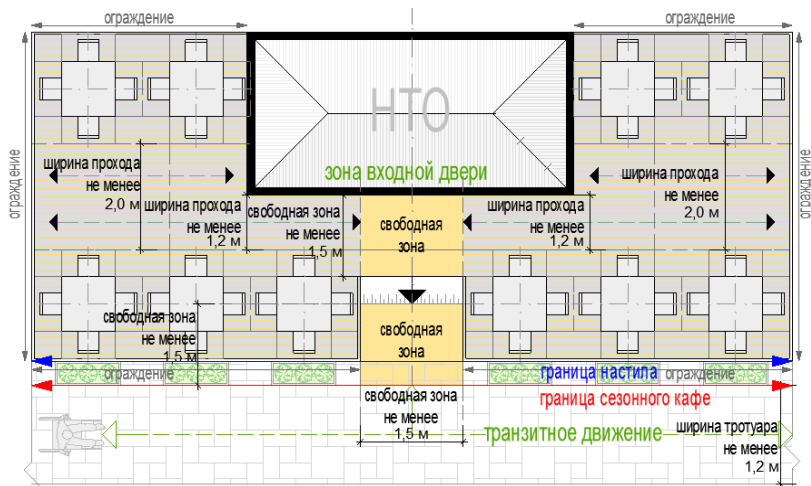 ограждение
ограждение
ограждение
ограждение
НТО
зона входной двери
ширина прохода
не менее
2,0 м
ширина прохода
не менее
2,0 м
ширина прохода
не менее
1,2 м
свободная зона
не менее
1,5 м
свободная
зона
ширина прохода
не менее
1,2 м
свободная зона
не менее
1,5 м
свободная
зона
ограждение
граница настила
ограждение
граница сезонного кафе
свободная зона
не менее
1,5 м
транзитное движение
ширина тротуара
не менее
1,2 м